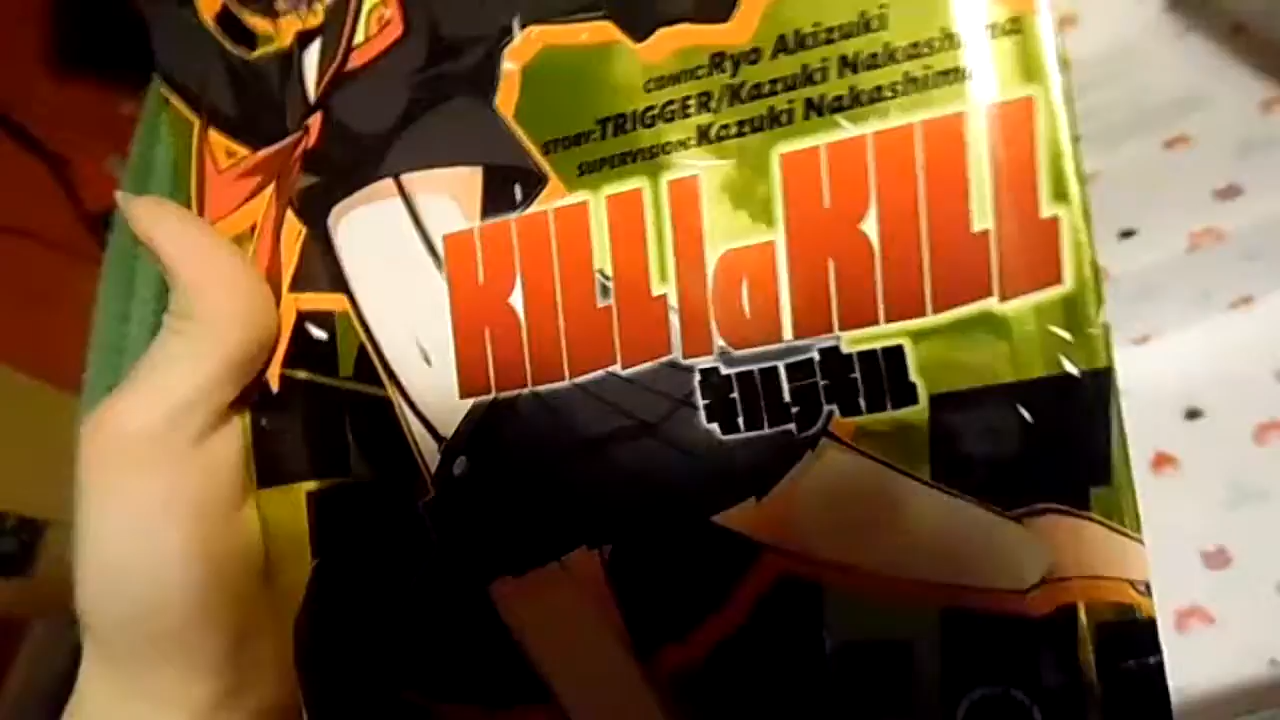 COMIC:Ryo Akizuki
STORY:TRIGGER/Kazuki Nakashima
SUPERVISION:Kazuki Nakashima
KILL la KILL
キルラキル